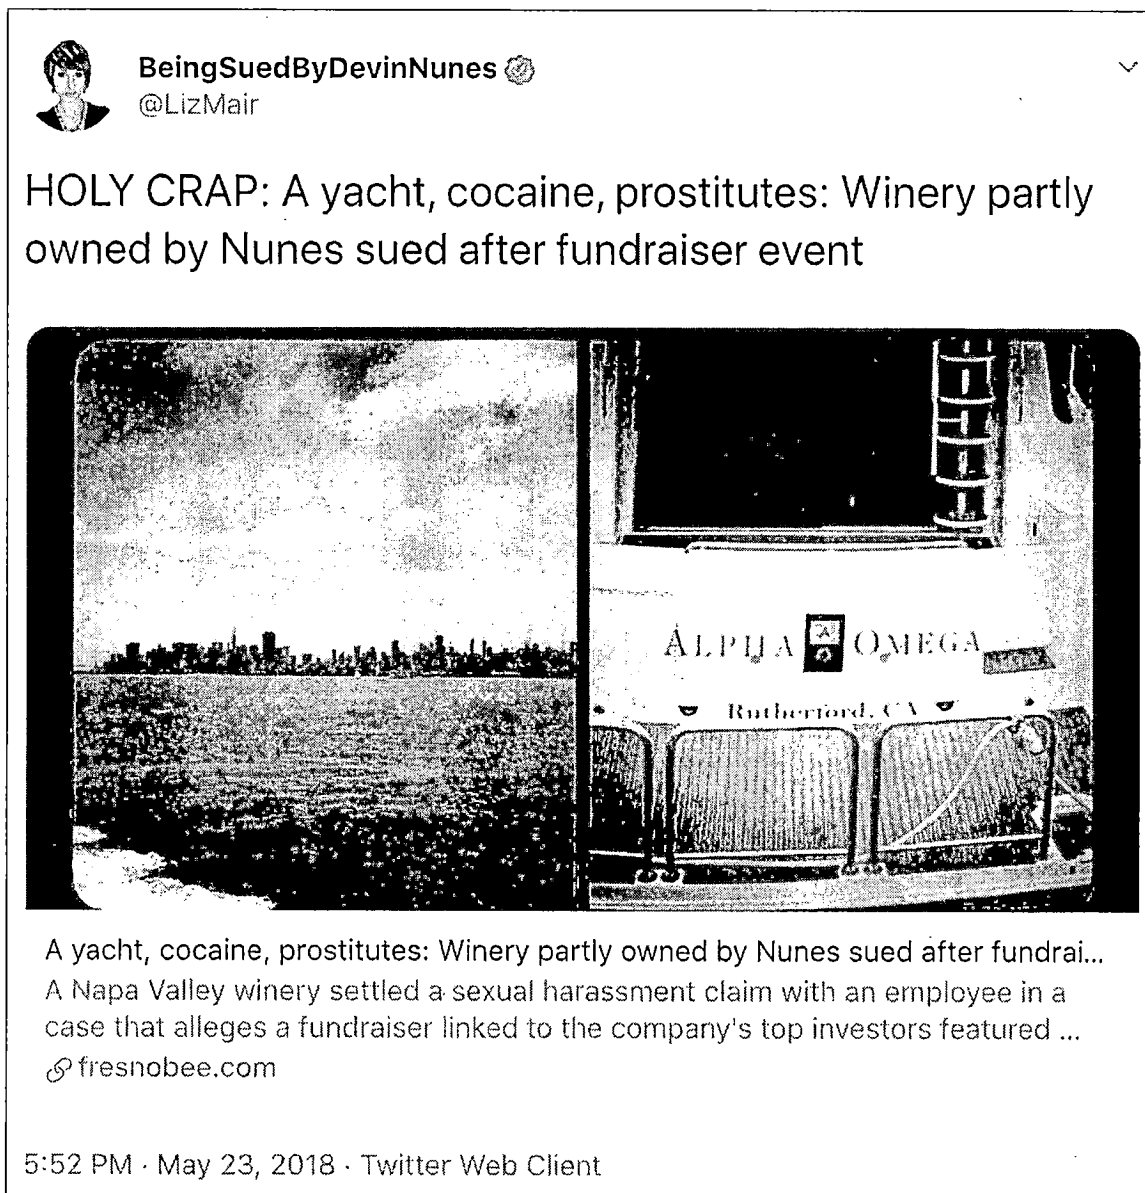 BeingSuedByDevinNunes
@LizMair
HOLY CRAP: A yacht, cocaine, prostitutes: Winery partly
owned by Nunes sued after fundraiser event
ALPHA OMEGA
Rutherford, CA
A yacht, cocaine, prostitutes: Winery partly owned by Nunes sued after fundrai...
A Napa Valley winery settled a sexual harassment claim with an employee in a
case that alleges a fundraiser linked to the company's top investors featured ...
fresnobee.com
5:52 PM · May 23, 2018 · Twitter Web Client